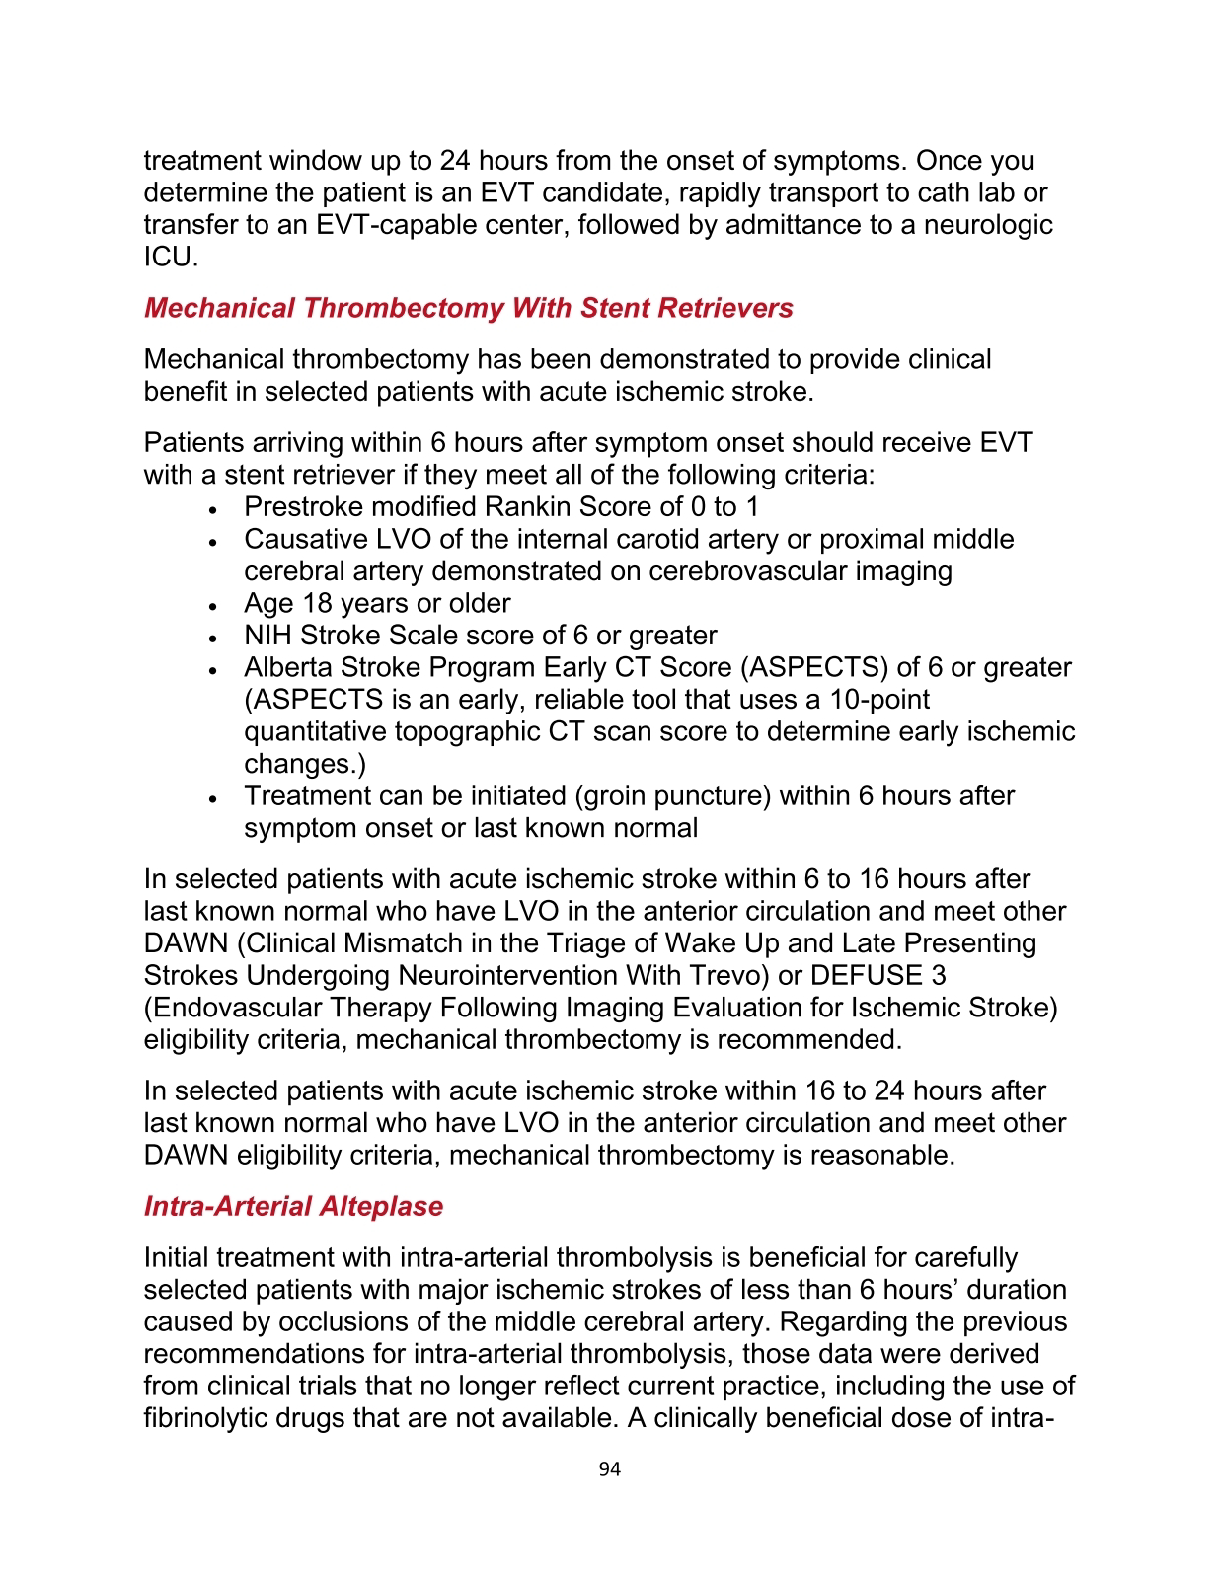 treatment window up to 24 hours from the onset of symptoms. Once you
determine the patient is an EVT candidate, rapidly transport to cath lab or
transfer to an EVT-capable center, followed by admittance to a neurologic
ICU.
Mechanical Thrombectomy With Stent Retrievers
Mechanical thrombectomy has been demonstrated to provide clinical
benefit in selected patients with acute ischemic stroke.
Patients arriving within 6 hours after symptom onset should receive EVT
with a stent retriever if they meet all of the following criteria:
• Prestroke modified Rankin Score of 0 to 1
• Causative LVO of the internal carotid artery or proximal middle
cerebral artery demonstrated on cerebrovascular imaging
• Age 18 years or older
• NIH Stroke Scale score of 6 or greater
• Alberta Stroke Program Early CT Score (ASPECTS) of 6 or greater
(ASPECTS is an early, reliable tool that uses a 10-point
quantitative topographic CT scan score to determine early ischemic
changes.)
• Treatment can be initiated (groin puncture) within 6 hours after
symptom onset or last known normal
In selected patients with acute ischemic stroke within 6 to 16 hours after
last known normal who have LVO in the anterior circulation and meet other
DAWN (Clinical Mismatch in the Triage of Wake Up and Late Presenting
Strokes Undergoing Neurointervention With Trevo) or DEFUSE 3
(Endovascular Therapy Following Imaging Evaluation for Ischemic Stroke)
eligibility criteria, mechanical thrombectomy is recommended.
In selected patients with acute ischemic stroke within 16 to 24 hours after
last known normal who have LVO in the anterior circulation and meet other
DAWN eligibility criteria, mechanical thrombectomy is reasonable.
Intra-Arterial Alteplase
Initial treatment with intra-arterial thrombolysis is beneficial for carefully
selected patients with major ischemic strokes of less than 6 hours’ duration
caused by occlusions of the middle cerebral artery. Regarding the previous
recommendations for intra-arterial thrombolysis, those data were derived
from clinical trials that no longer reflect current practice, including the use of
fibrinolytic drugs that are not available. A clinically beneficial dose of intra-
94